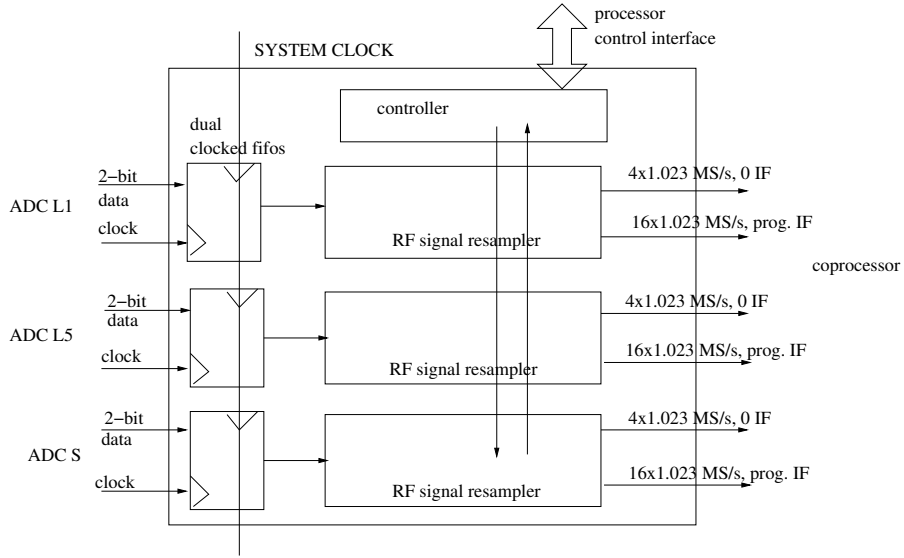 processor
control interface
SYSTEM CLOCK
controller
dual
clocked fifos
ADC L1
2−bit
data
clock
RF signal resampler
4x1.023 MS/s, 0 IF
16x1.023 MS/s, prog. IF
coprocessor
ADC L5
2−bit
data
clock
RF signal resampler
4x1.023 MS/s, 0 IF
16x1.023 MS/s, prog. IF
ADC S
2−bit
data
clock
RF signal resampler
4x1.023 MS/s, 0 IF
16x1.023 MS/s, prog. IF